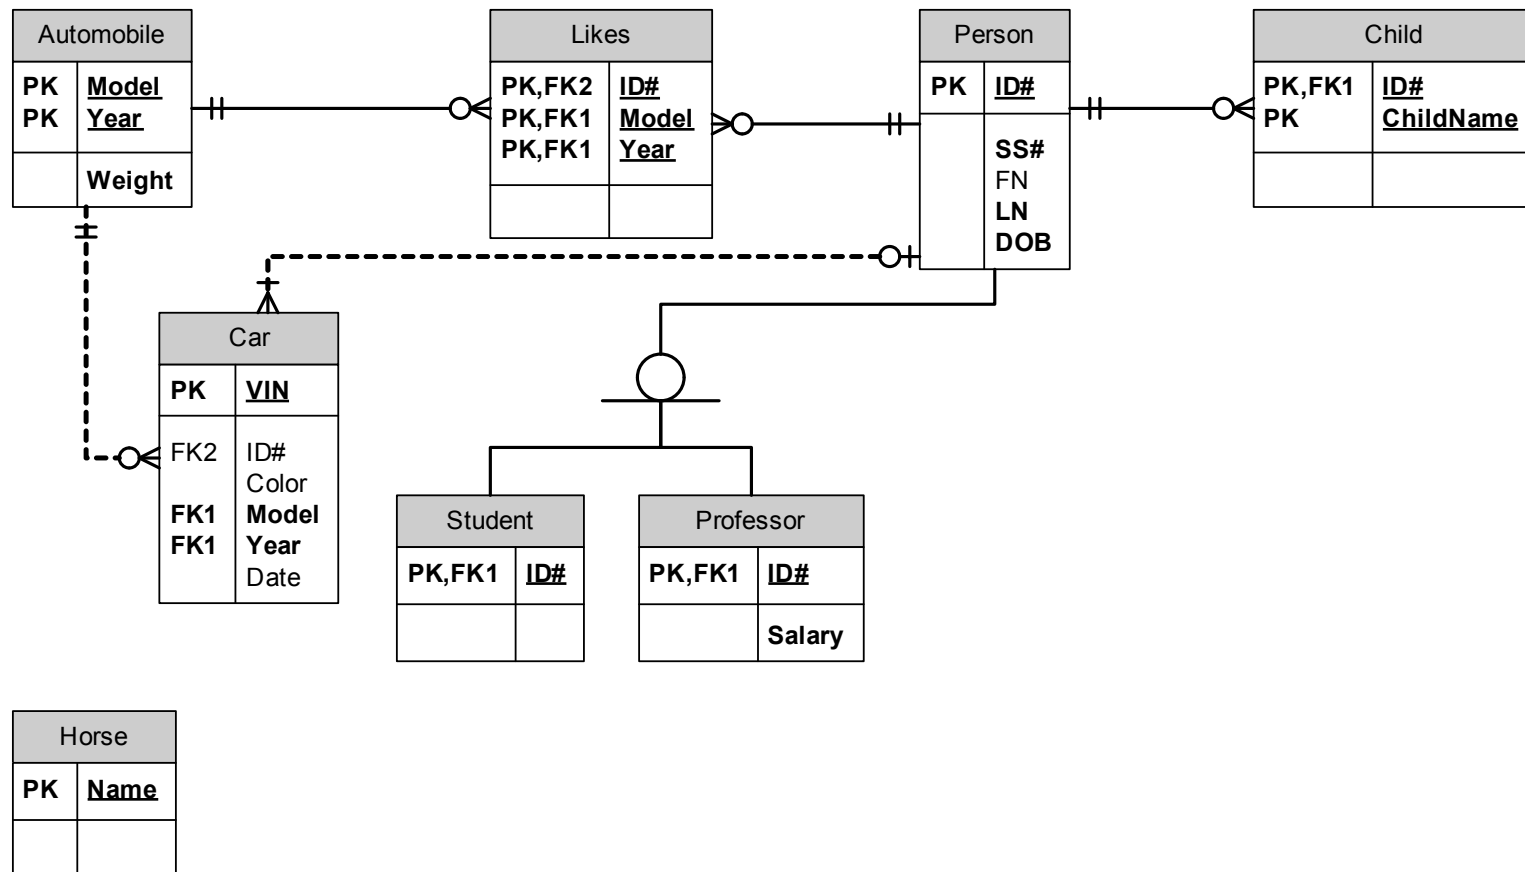 Automobile
PK Model
PK Year
Weight
Likes
PK,FK2 ID#
PK,FK1 Model
PK,FK1 Year
Person
PK ID#
SS#
FN
LN
DOB
Child
PK,FK1 ID#
PK ChildName
Car
PK VIN
FK2 ID#
Color
FK1 Model
FK1 Year
Date
Student
PK,FK1 ID#
Professor
PK,FK1 ID#
Salary
Horse
PK Name